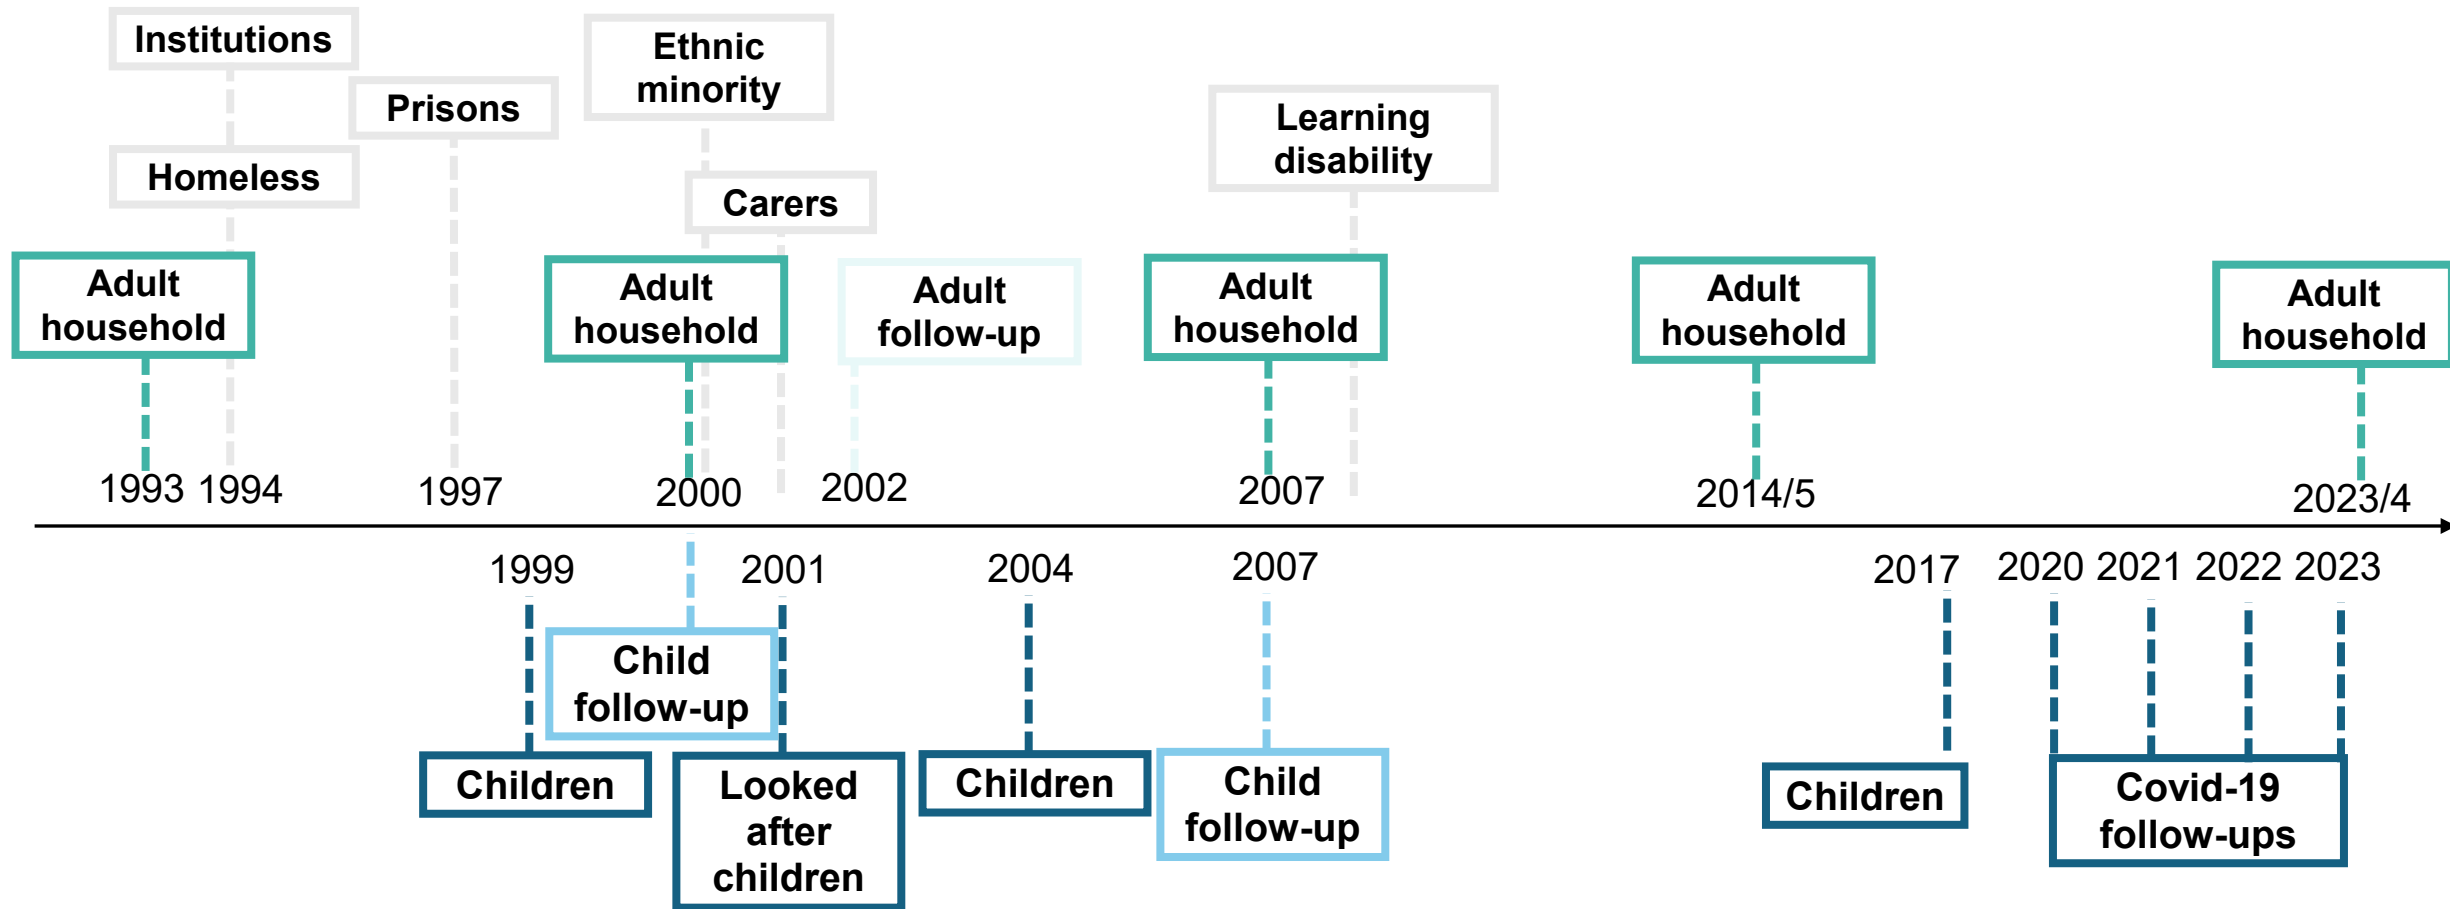 Institutions
Ethnic
minority
Prisons
Learning
disability
Homeless
Carers
Adult
household
Adult
household
Adult
follow-up
Adult
household
Adult
household
Adult
household
1993
1994
1997
2000
2002
2007
2014/5
2023/4
1999
2001
2004
2007
2017
2020
2021
2022
2023
Child
follow-up
Children
Looked
after
children
Children
Child
follow-up
Children
Covid-19
follow-ups